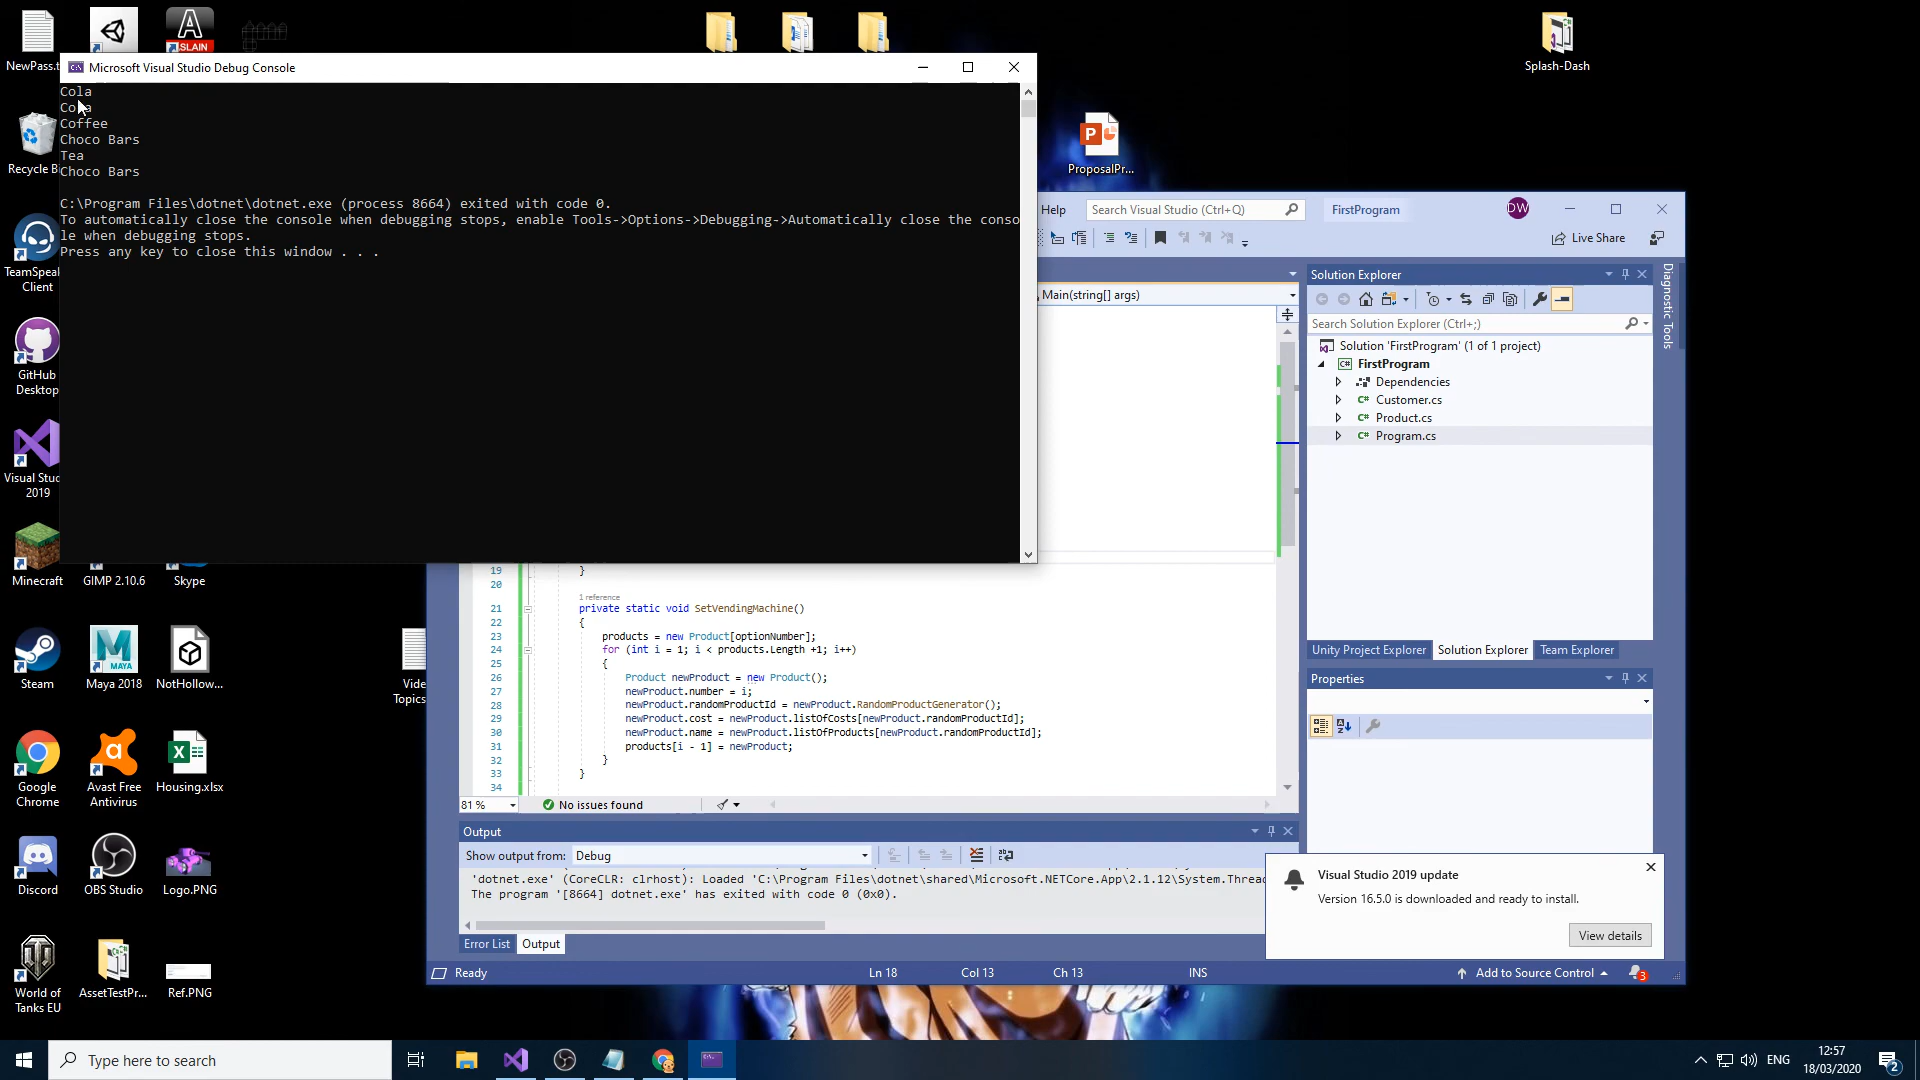 NewPass.t
SLAIN
Splash-Dash
Microsoft Visual Studio Debug Console
Cola
Cola
Coffee
Choco Bars
Tea
Choco Bars
C:\Program Files\dotnet\dotnet.exe (process 8664) exited with code 0.
To automatically close the console when debugging stops, enable Tools->Options->Debugging->Automatically close the conso
le when debugging stops.
Press any key to close this window . . .
Recycle B
TeamSpea
Client
GitHub
Desktop
Visual Stud
2019
Minecraft
GIMP 2.10.6
Skype
Steam
Maya 2018
NotHollow...
Vide
Topics
Google
Chrome
Avast Free
Antivirus
Housing.xlsx
Discord
OBS Studio
Logo.PNG
World of
Tanks EU
AssetTestPr...
Ref.PNG
MAYA
ProposalPr...
Help
Search Visual Studio (Ctrl+Q)
FirstProgram
DW
Live Share
Main(string[] args)
19 }
20
1 reference
21 private static void SetVendingMachine()
22 {
23 products = new Product[optionNumber];
24 for (int i = 1; i < products.Length +1; i++)
25 {
26 Product newProduct = new Product();
27 newProduct.number = i;
28 newProduct.randomProductId = newProduct.RandomProductGenerator();
29 newProduct.cost = newProduct.listOfCosts[newProduct.randomProductId];
30 newProduct.name = newProduct.listOfProducts[newProduct.randomProductId];
31 products[i - 1] = newProduct;
32 }
33 }
34
81 %
No issues found
Output
Show output from: Debug
'dotnet.exe' (CoreCLR: clrhost): Loaded 'C:\Program Files\dotnet\shared\Microsoft.NETCore.App\2.1.12\System.Threa
The program '[8664] dotnet.exe' has exited with code 0 (0x0).
Error List
Output
Ready
Ln 18
Col 13
Ch 13
INS
Add to Source Control
3
Solution Explorer
Search Solution Explorer (Ctrl+;)
Solution 'FirstProgram' (1 of 1 project)
FirstProgram
Dependencies
Customer.cs
Product.cs
Program.cs
Unity Project Explorer
Solution Explorer
Team Explorer
Diagnostic Tools
Properties
Visual Studio 2019 update
Version 16.5.0 is downloaded and ready to install.
View details
Type here to search
ENG
12:57
18/03/2020
2